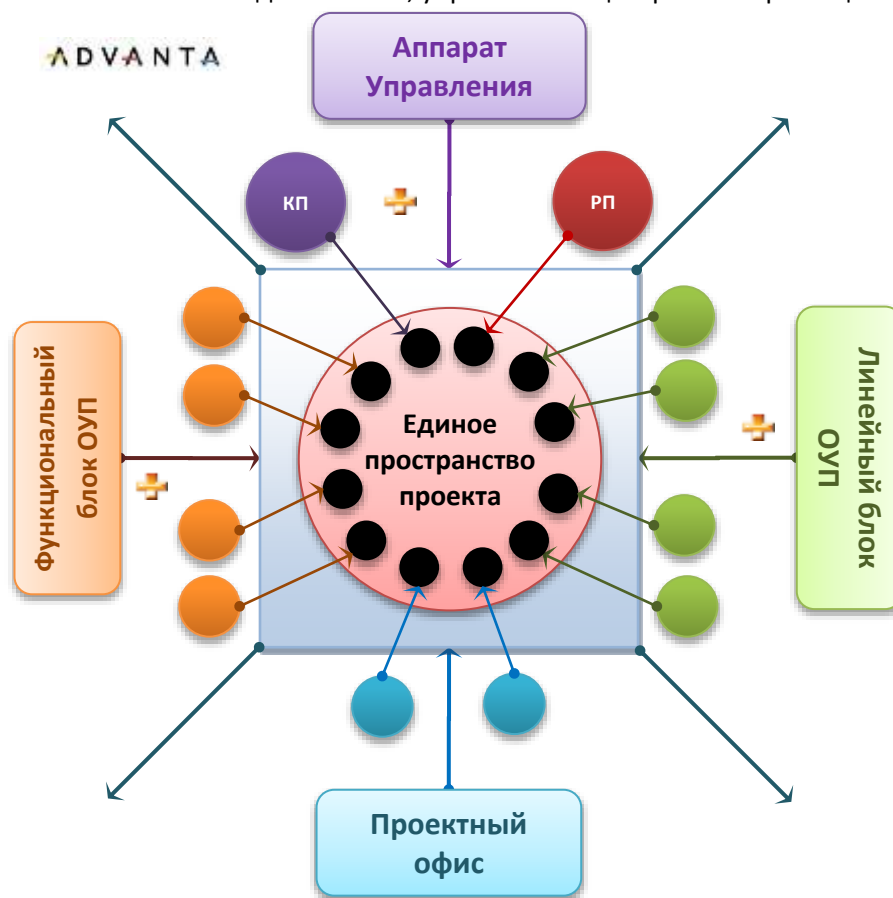 ADVANTA
Аппарат
Управления
КП
РП
Функциональный
блок ОУП
Единое
пространство
проекта
Линейный блок
ОУП
Проектный
офис